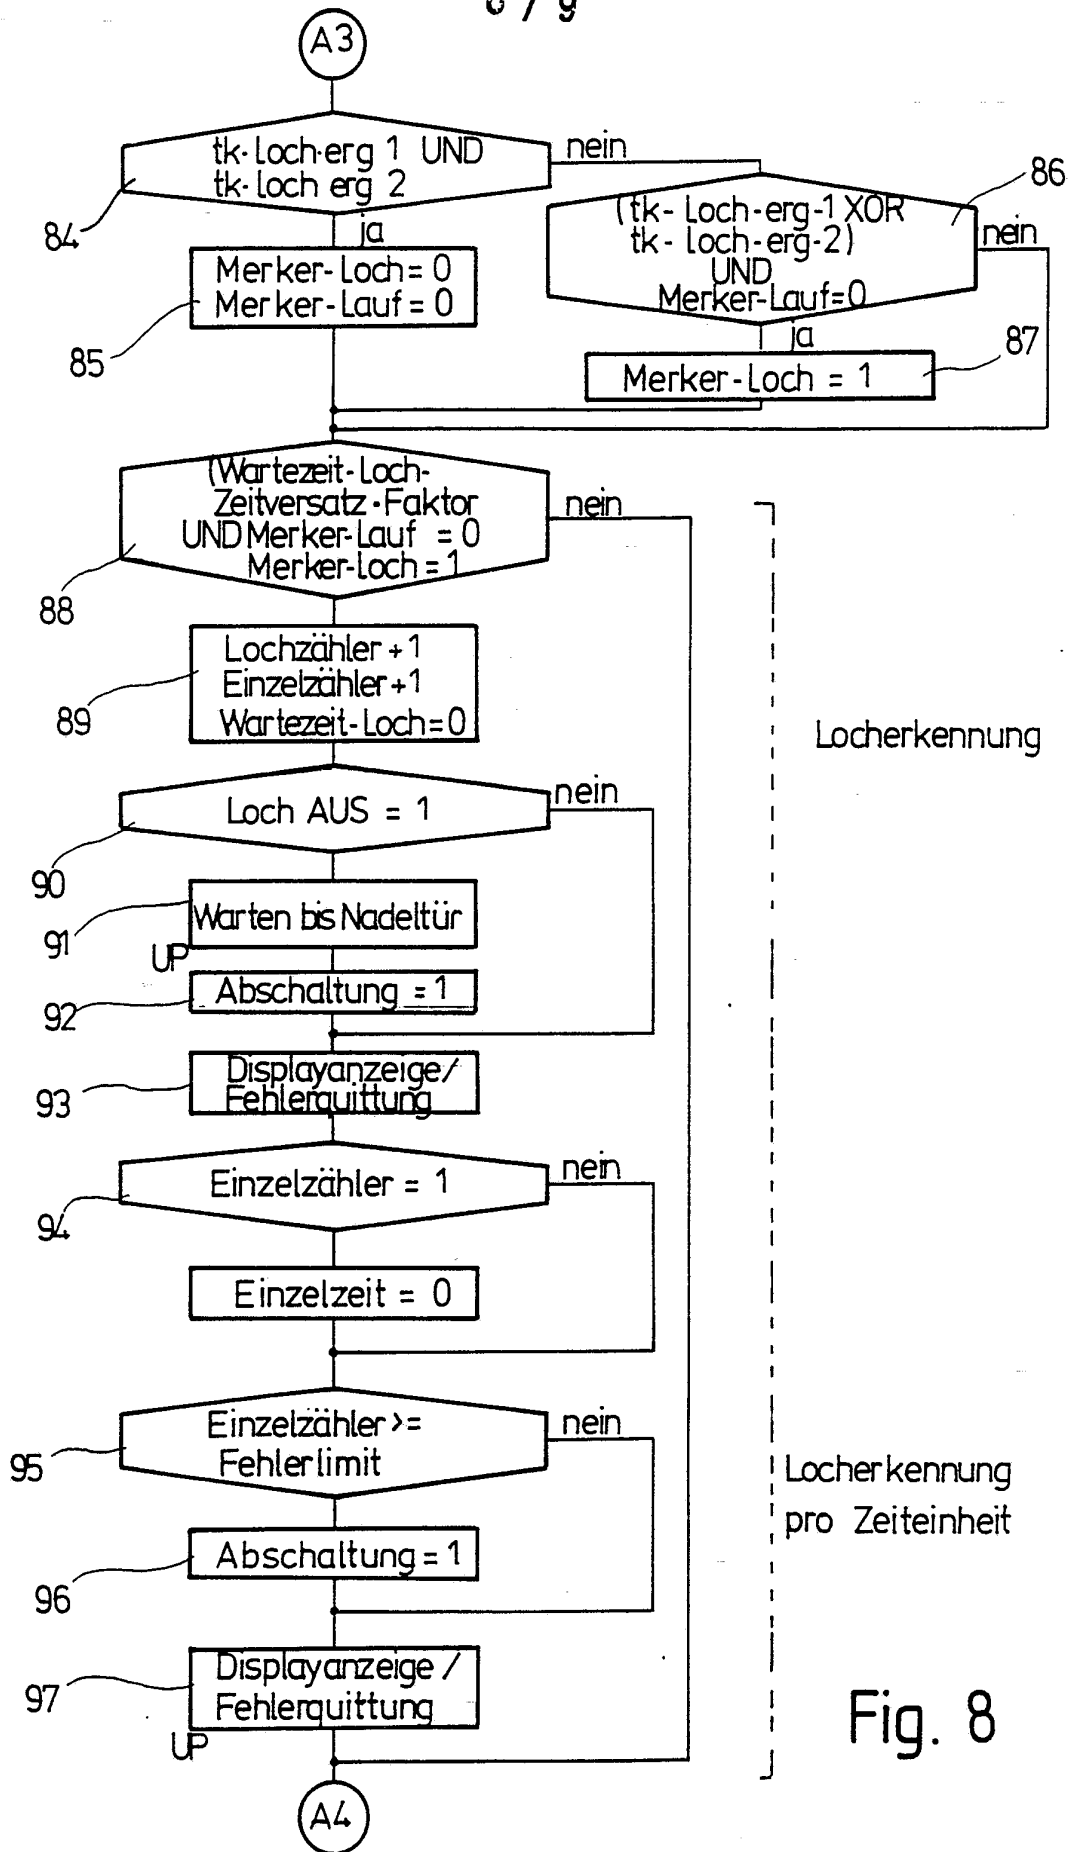 A3
tk-Loch-erg 1 UND
tk-loch erg 2
nein
84
ja
Merker-Loch=0
Merker-Lauf=0
85
86
(tk-Loch-erg-1 XOR
tk-loch-erg-2)
UND
Merker-Lauf=0
nein
ja
87
Merker-Loch = 1
(Wartezeit-Loch-
Zeitversatz·Faktor
UND Merker-Lauf = 0
Merker-loch = 1
nein
88
Lochzähler +1
Einzelzähler+1
Wartezeit-Loch=0
89
Locherkennung
Loch AUS = 1
nein
90
Warten bis Nadeltür
91
UP
Abschaltung = 1
92
Displayanzeige/
Fehlerquittung
93
Einzelzähler = 1
nein
94
Einzelzeit = 0
Einzelzähler >=
Fehlerlimit
nein
95
Locherkennung
pro Zeiteinheit
Abschaltung = 1
96
Displayanzeige /
Fehlerquittung
97
UP
Fig. 8
A4